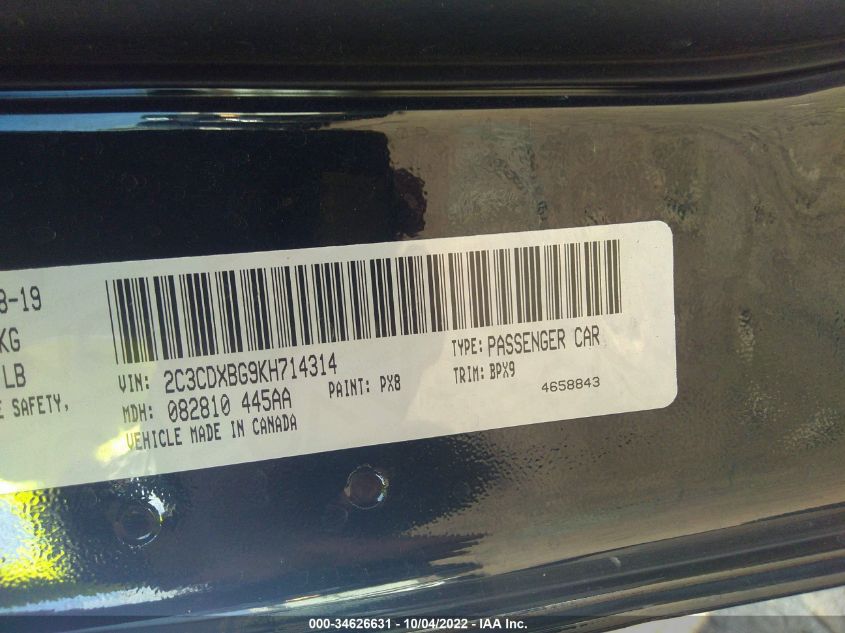 8-19
KG
LB
E SAFETY,
VIN: 2C3CDXBG9KH714314
TYPE: PASSENGER CAR
MDH: 082810 445AA
PAINT: PX8
TRIM: BPX9
VEHICLE MADE IN CANADA
4658843
000-34626631 - 10/04/2022 - IAA Inc.